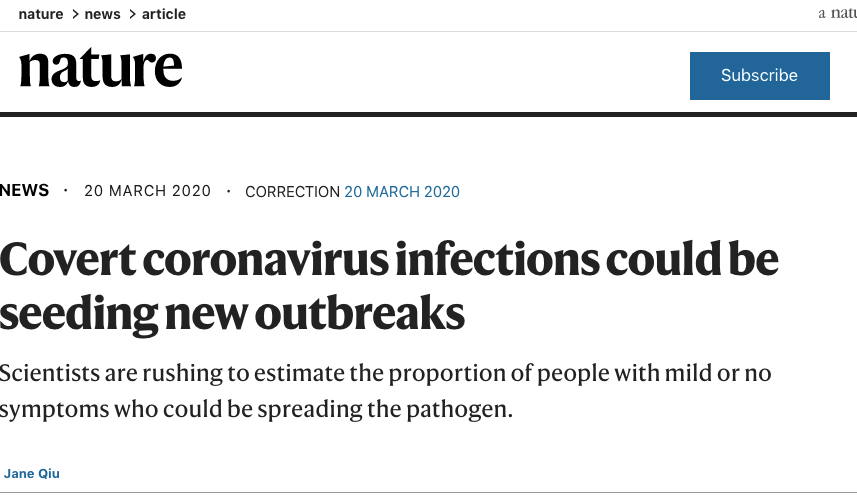 nature > news > article
a natu
nature
Subscribe
NEWS · 20 MARCH 2020 · CORRECTION 20 MARCH 2020
Covert coronavirus infections could be
seeding new outbreaks
Scientists are rushing to estimate the proportion of people with mild or no
symptoms who could be spreading the pathogen.
Jane Qiu